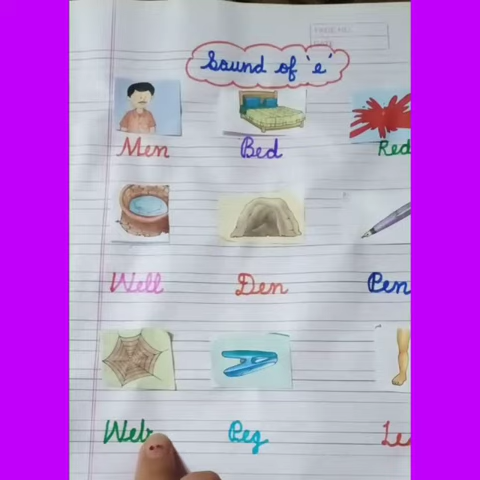 Sound of 'e'
Men Bed Red
Well Den Pen
Web Peg